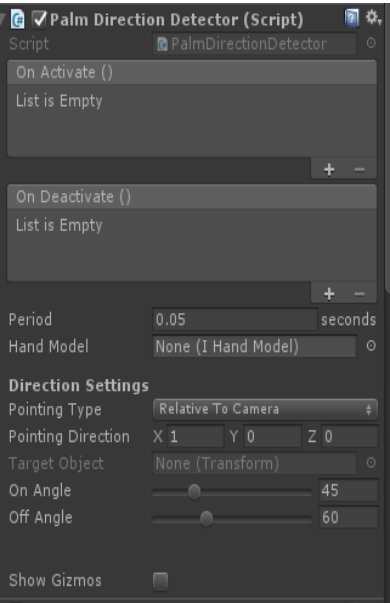 Palm Direction Detector (Script)
Script PalmDirectionDetector
On Activate ()
List is Empty
+ −
On Deactivate ()
List is Empty
+ −
Period 0.05 seconds
Hand Model None (I Hand Model)
Direction Settings
Pointing Type Relative To Camera
Pointing Direction X 1 Y 0 Z 0
Target Object None (Transform)
On Angle 45
Off Angle 60
Show Gizmos